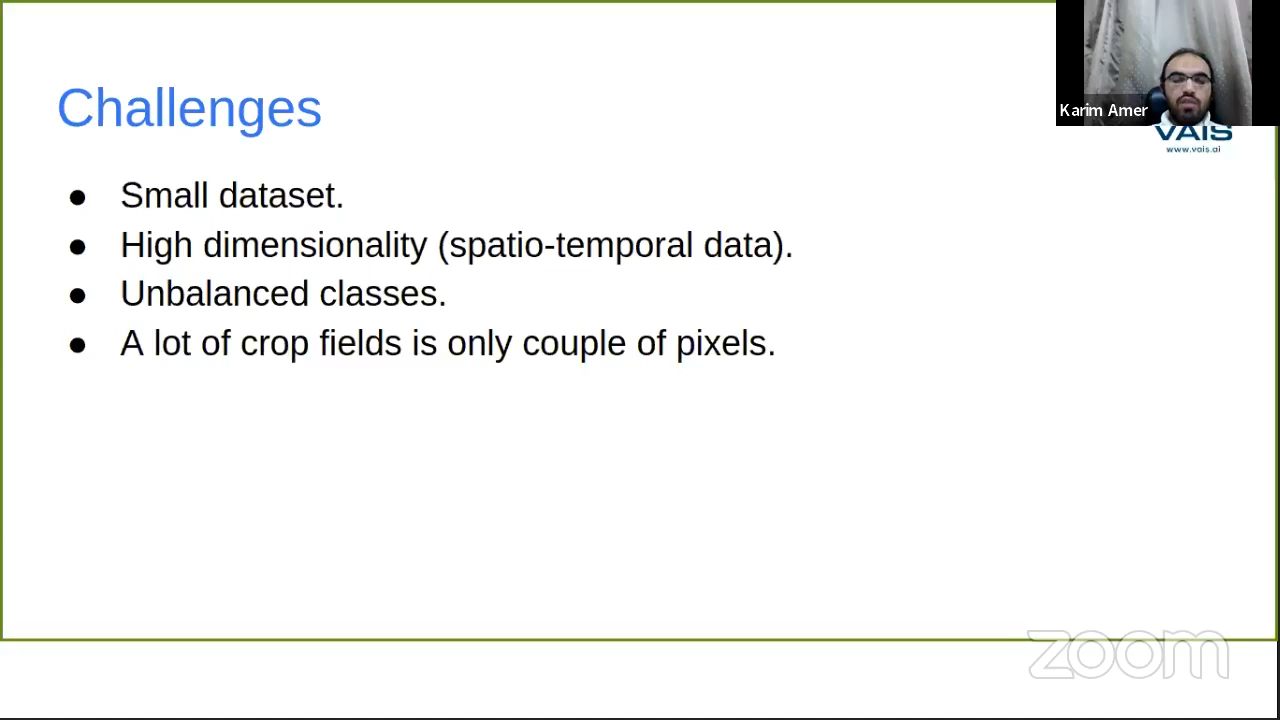 Challenges
Karim Amer
VAIS
www.vais.ai
● Small dataset.
● High dimensionality (spatio-temporal data).
● Unbalanced classes.
● A lot of crop fields is only couple of pixels.
zoom